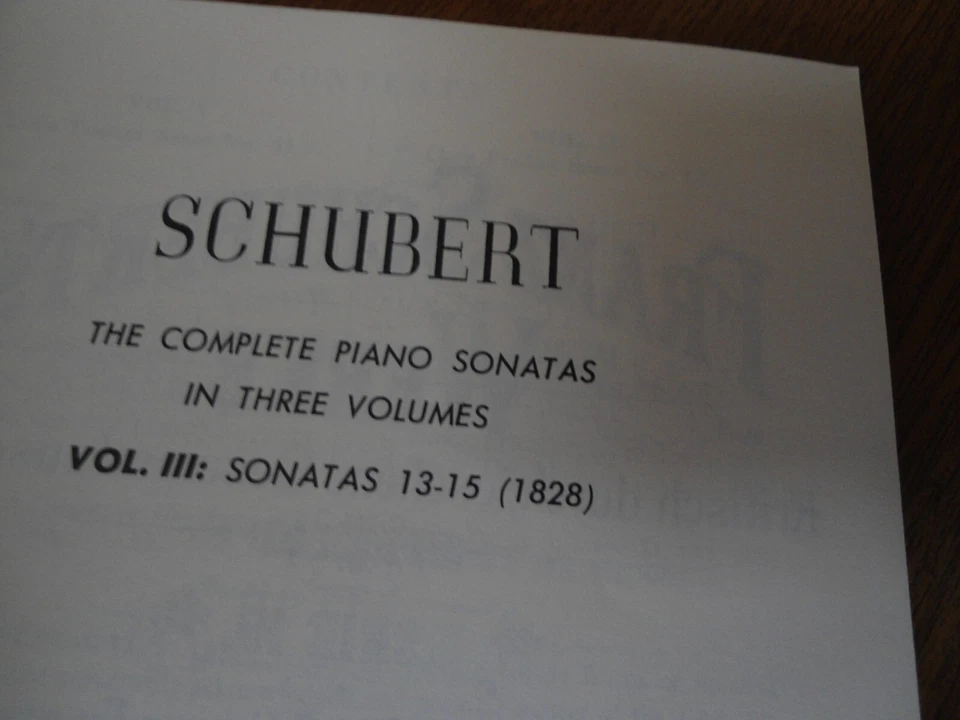 SCHUBERT
THE COMPLETE PIANO SONATAS
IN THREE VOLUMES
VOL. III: SONATAS 13-15 (1828)